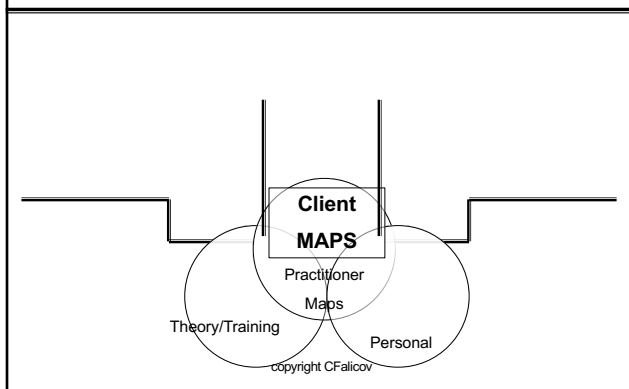 Client
MAPS
Practitioner
Maps
Theory/Training
Personal
copyright CFalicov